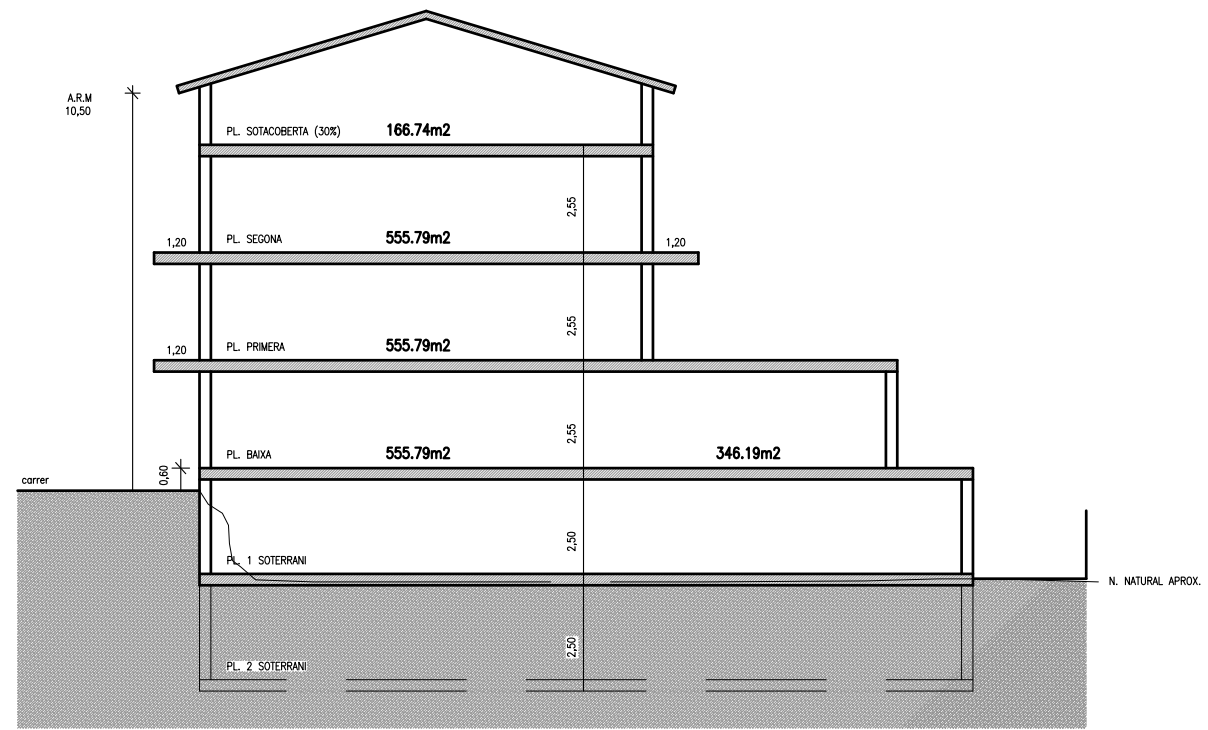 A.R.M
10,50
PL. SOTACOBERTA (30%) 166.74m2
2,55
1,20 PL. SEGONA 555.79m2 1,20
2,55
1,20 PL. PRIMERA 555.79m2
2,55
PL. BAIXA 555.79m2 346.19m2
0,60
carrer
2,50
PL. 1 SOTERRANI
N. NATURAL APROX.
2,50
PL. 2 SOTERRANI